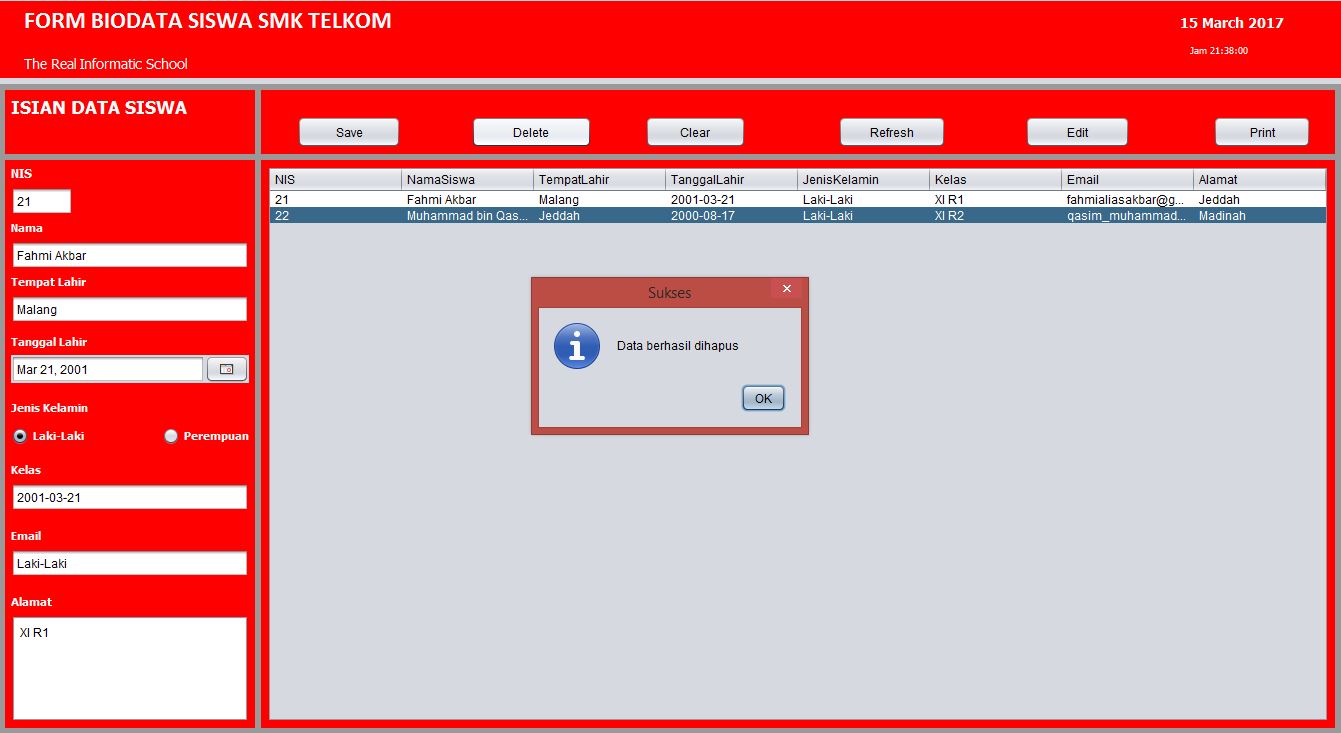 FORM BIODATA SISWA SMK TELKOM
15 March 2017
Jam 21:38:00
The Real Informatic School
ISIAN DATA SISWA
Save Delete Clear Refresh Edit Print
NIS
21
Nama
Fahmi Akbar
Tempat Lahir
Malang
Tanggal Lahir
Mar 21, 2001
Jenis Kelamin
Laki-Laki Perempuan
Kelas
2001-03-21
Email
Laki-Laki
Alamat
XI R1
NIS NamaSiswa TempatLahir TanggalLahir JenisKelamin Kelas Email Alamat
21 Fahmi Akbar Malang 2001-03-21 Laki-Laki XI R1 fahmialiasakbar@g... Jeddah
22 Muhammad bin Qas... Jeddah 2000-08-17 Laki-Laki XI R2 qasim_muhammad... Madinah
Sukses
Data berhasil dihapus
OK